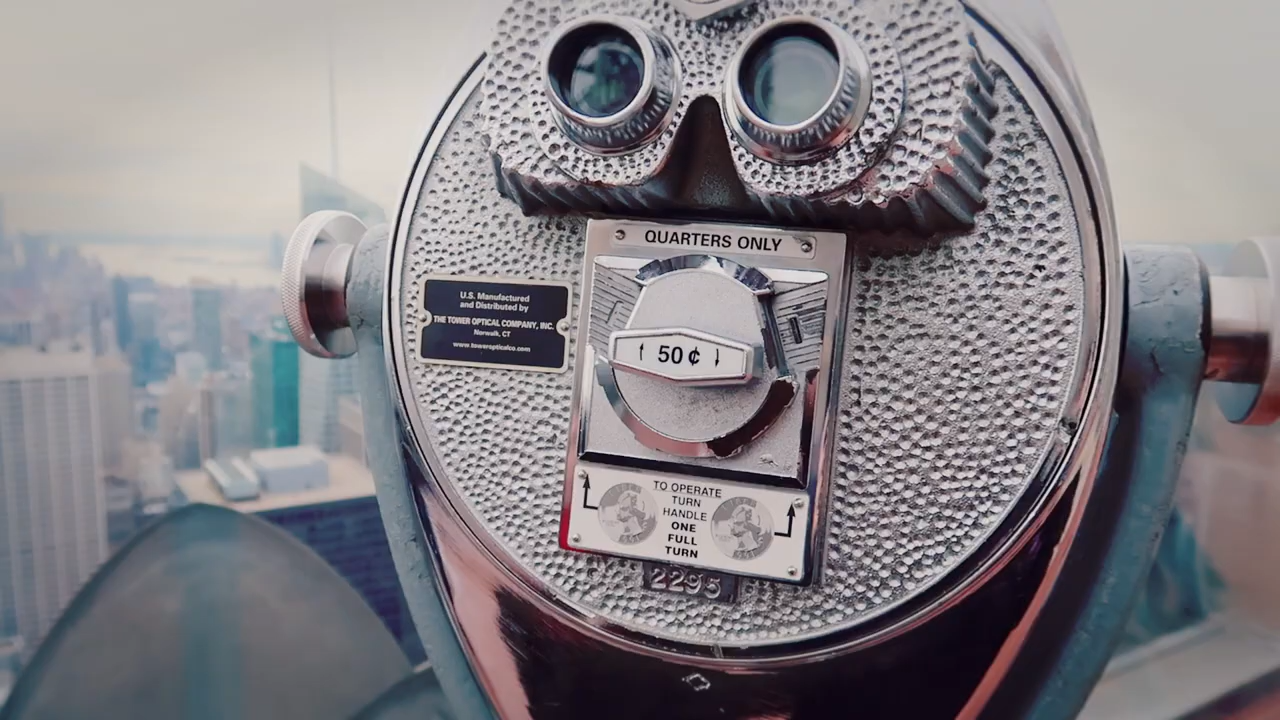 QUARTERS ONLY
U.S. Manufactured
and Distributed by
THE TOWER OPTICAL COMPANY, INC.
Norwalk, CT
www.toweropticalco.com
↑ 50¢ ↓
TO OPERATE
TURN
HANDLE
ONE
FULL
TURN
2295